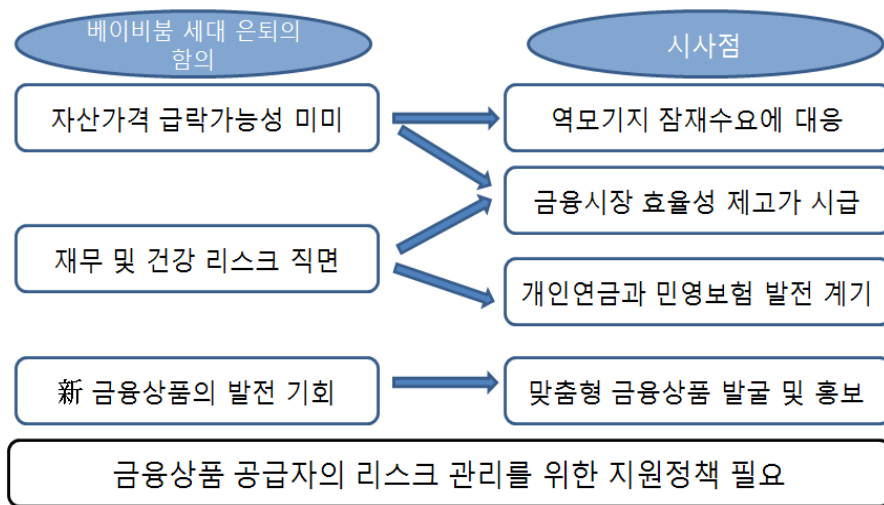 베이비붐 세대 은퇴의
함의
시사점
자산가격 급락가능성 미미
역모기지 잠재수요에 대응
금융시장 효율성 제고가 시급
재무 및 건강 리스크 직면
개인연금과 민영보험 발전 계기
新 금융상품의 발전 기회
맞춤형 금융상품 발굴 및 홍보
금융상품 공급자의 리스크 관리를 위한 지원정책 필요